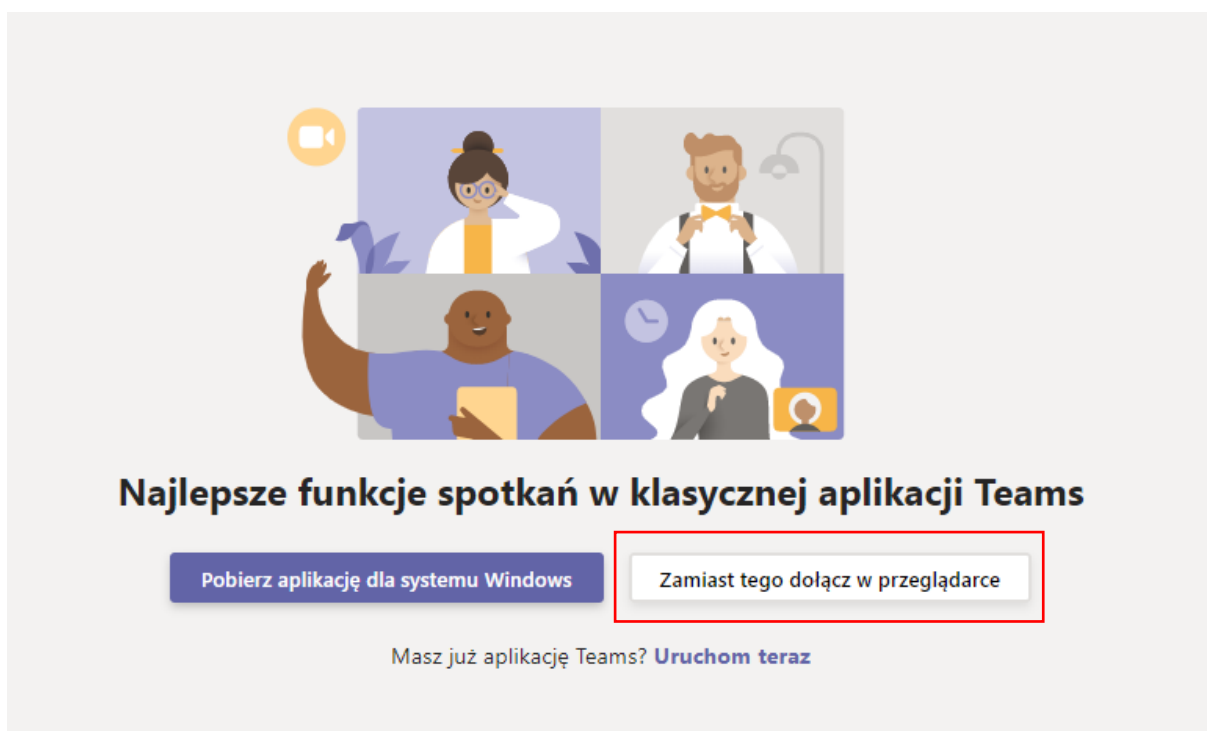 Najlepsze funkcje spotkań w klasycznej aplikacji Teams
Pobierz aplikację dla systemu Windows
Zamiast tego dołącz w przeglądarce
Masz już aplikację Teams? Uruchom teraz